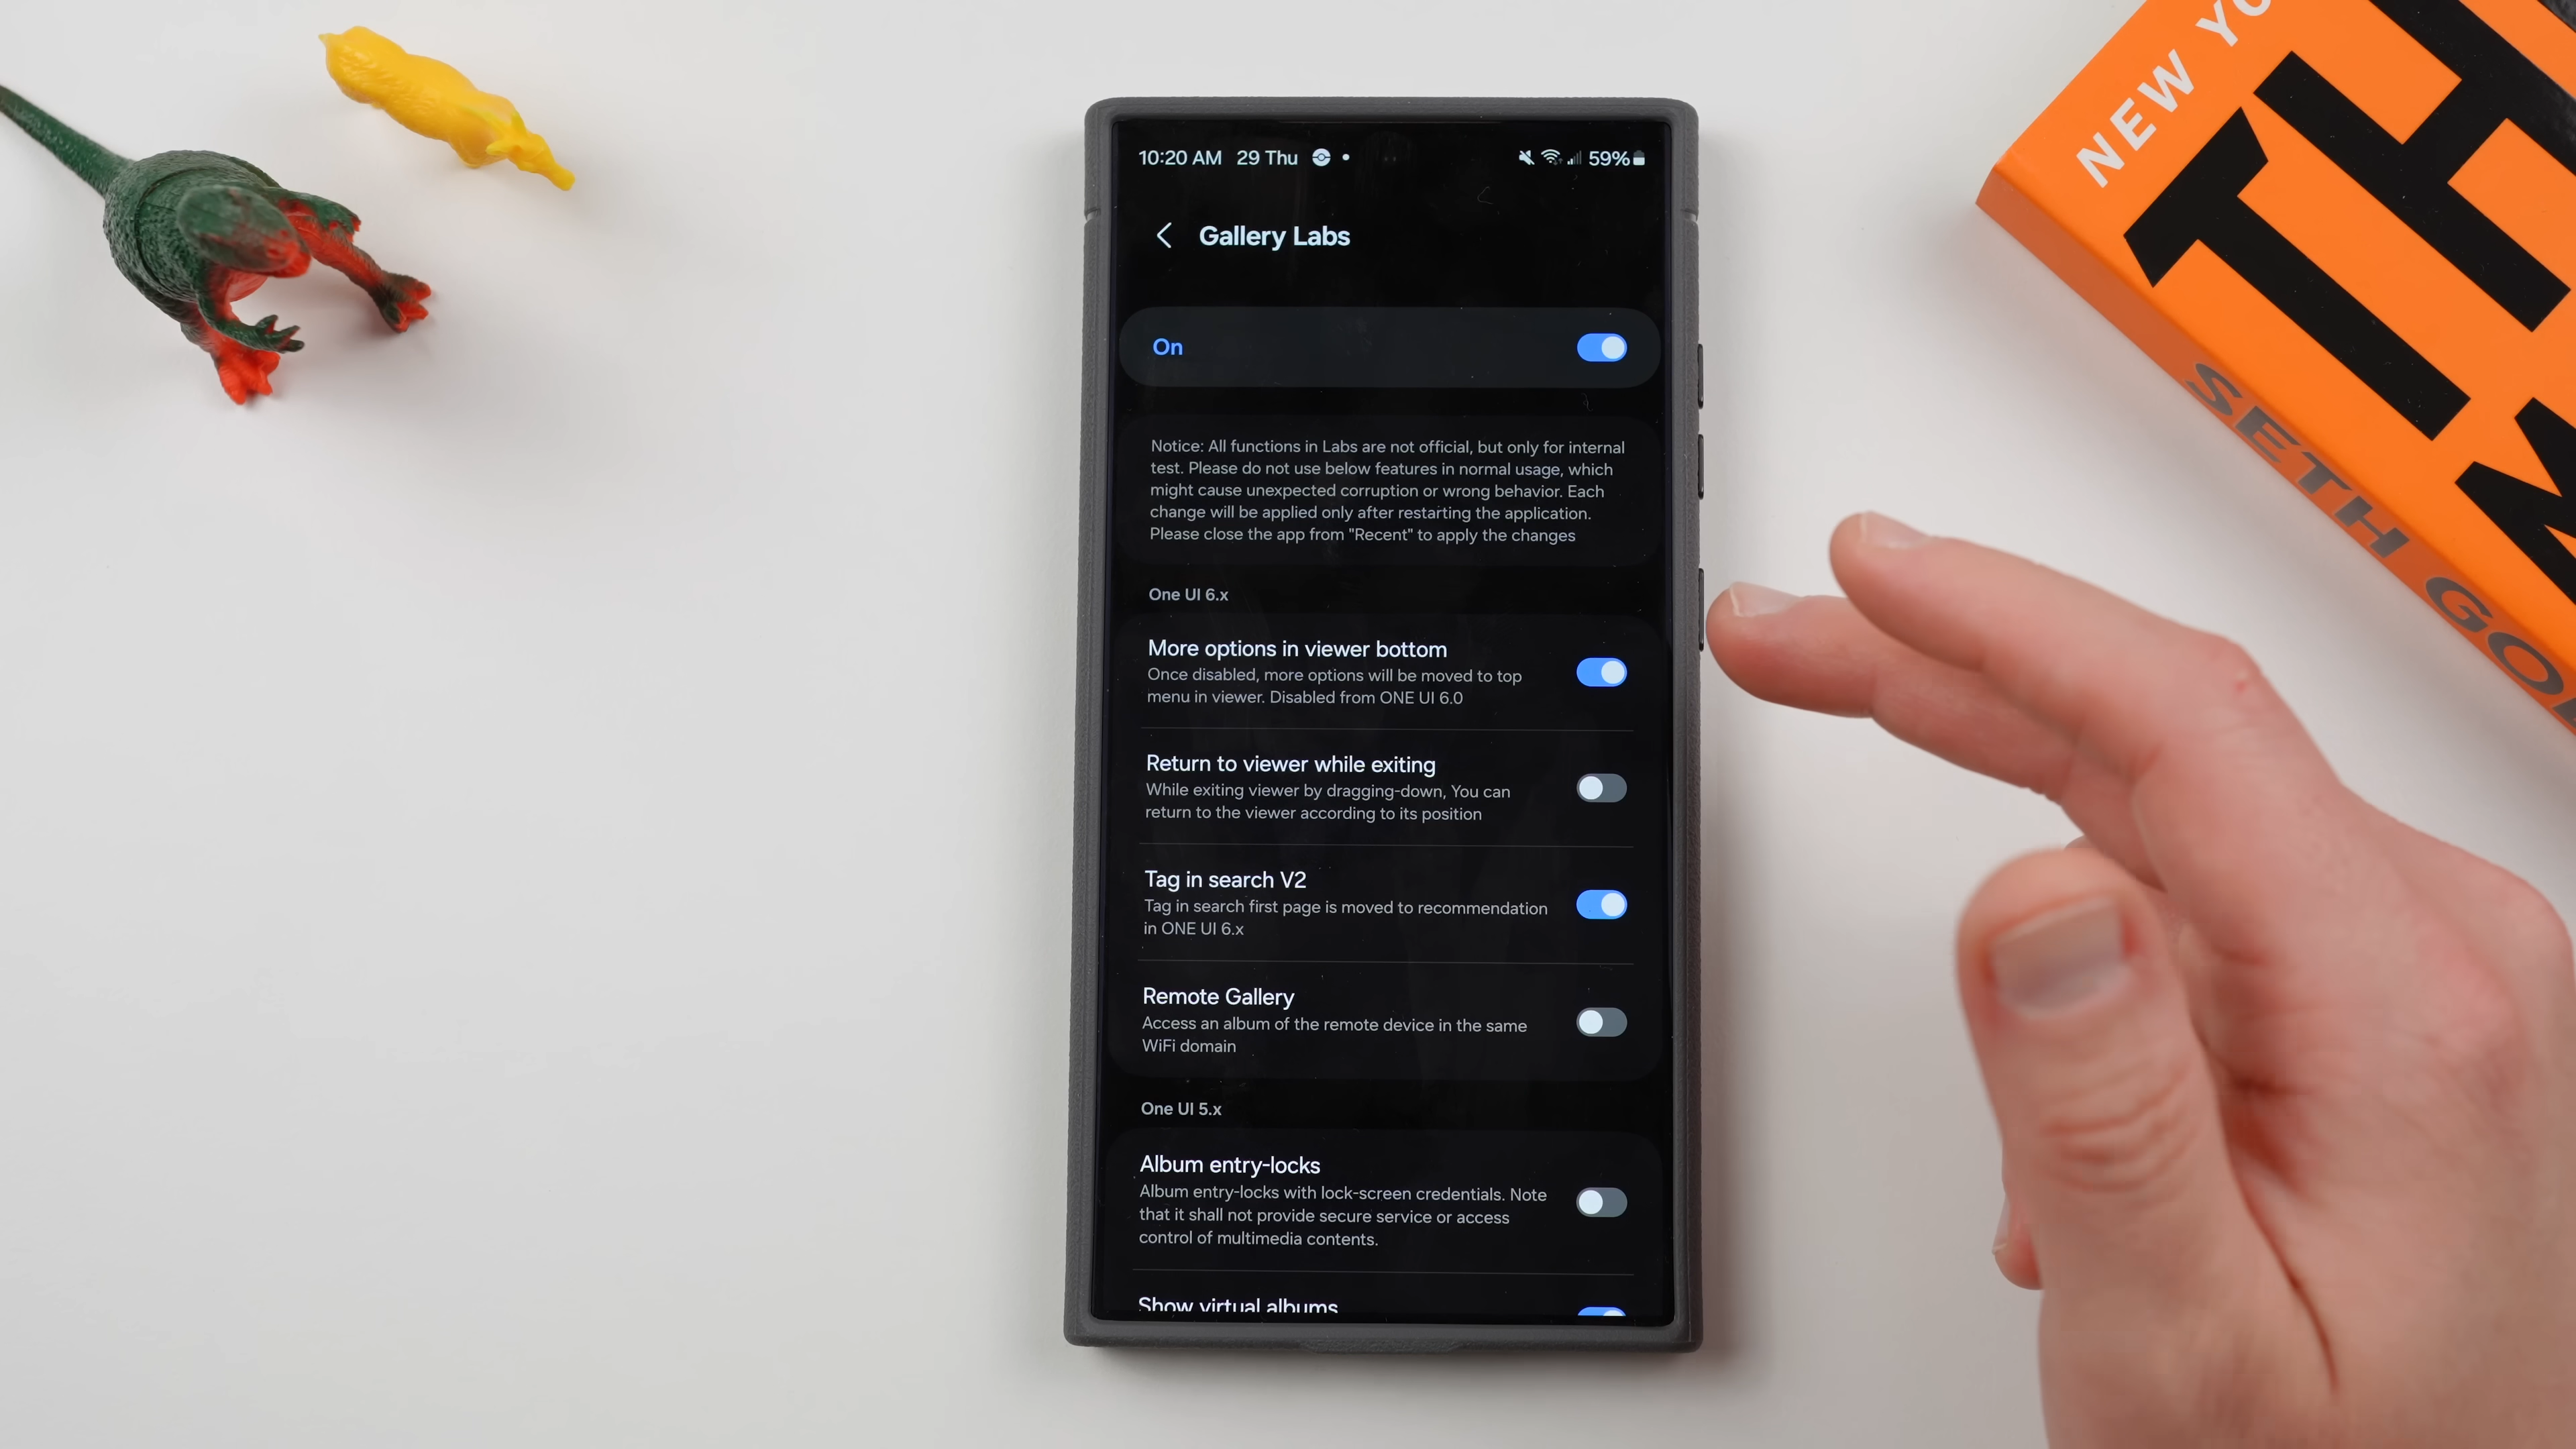 10:20 AM 29 Thu
59%
Gallery Labs
On
Notice: All functions in Labs are not official, but only for internal
test. Please do not use below features in normal usage, which
might cause unexpected corruption or wrong behavior. Each
change will be applied only after restarting the application.
Please close the app from "Recent" to apply the changes
One UI 6.x
More options in viewer bottom
Once disabled, more options will be moved to top
menu in viewer. Disabled from ONE UI 6.0
Return to viewer while exiting
While exiting viewer by dragging-down, You can
return to the viewer according to its position
Tag in search V2
Tag in search first page is moved to recommendation
in ONE UI 6.x
Remote Gallery
Access an album of the remote device in the same
WiFi domain
One UI 5.x
Album entry-locks
Album entry-locks with lock-screen credentials. Note
that it shall not provide secure service or access
control of multimedia contents.
Show virtual albums
NEW YO
TH
SETH GO